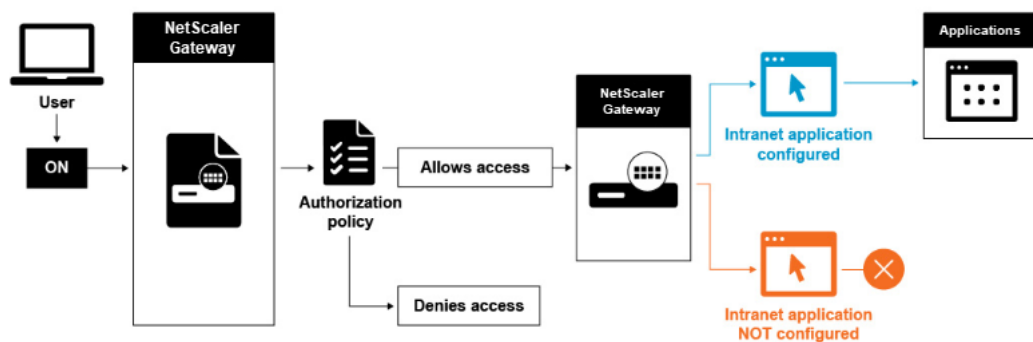 User
ON
NetScaler
Gateway
Authorization
policy
Allows access
Denies access
NetScaler
Gateway
Intranet application
configured
Intranet application
NOT configured
Applications